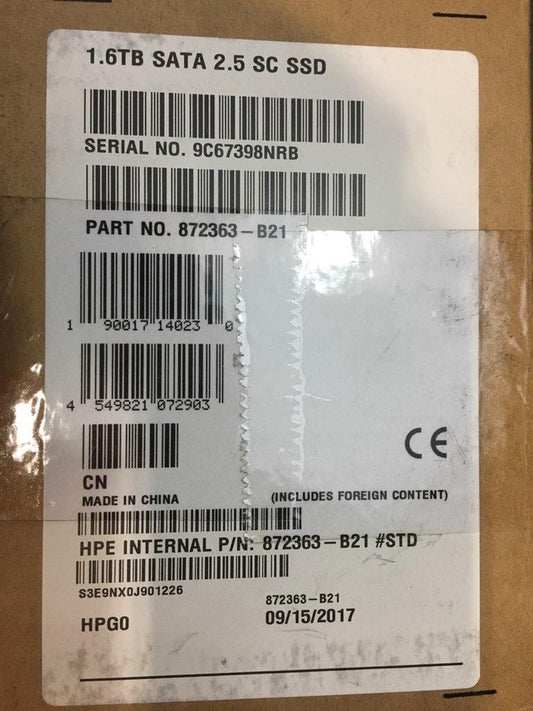 1.6TB SATA 2.5 SC SSD
SERIAL NO. 9C67398NRB
PART NO. 872363-B21
1 90017 14023 0
4 549821 072903
CE
CN
MADE IN CHINA (INCLUDES FOREIGN CONTENT)
HPE INTERNAL P/N: 872363-B21 #STD
S3E9NX0J901226
872363-B21
HPG0 09/15/2017